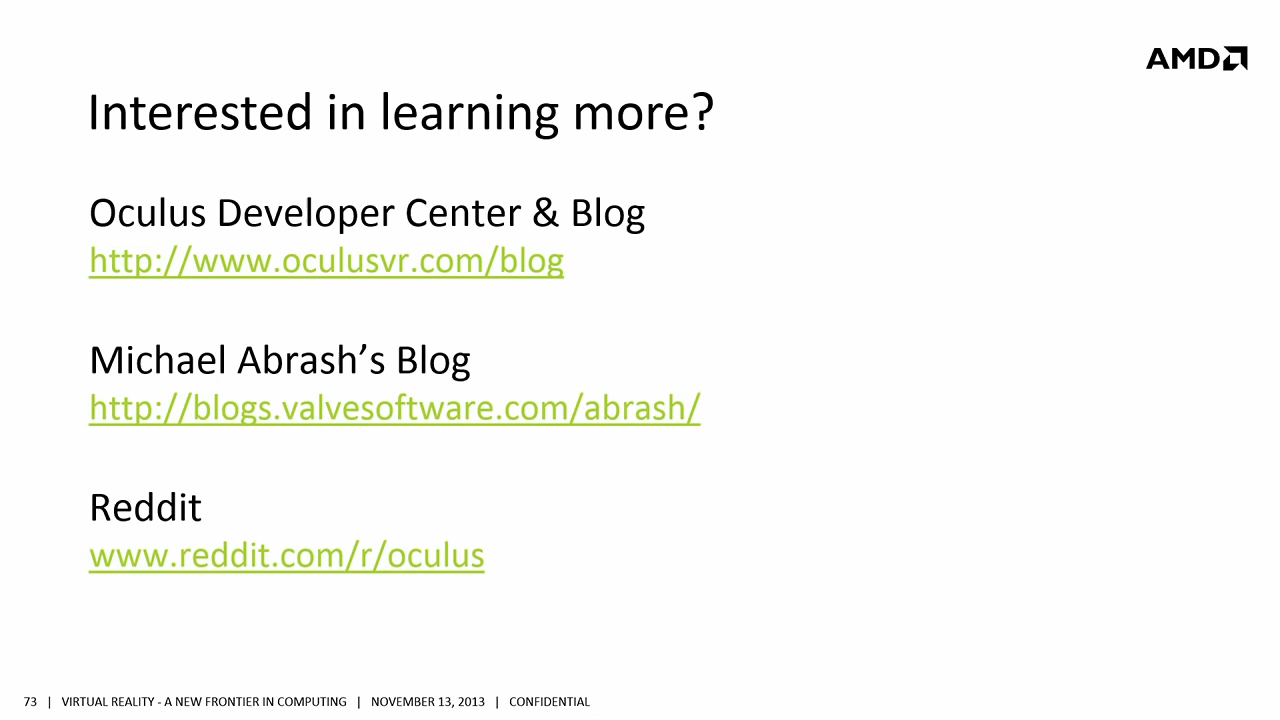 AMD
Interested in learning more?
Oculus Developer Center & Blog
http://www.oculusvr.com/blog
Michael Abrash’s Blog
http://blogs.valvesoftware.com/abrash/
Reddit
www.reddit.com/r/oculus
73 | VIRTUAL REALITY - A NEW FRONTIER IN COMPUTING | NOVEMBER 13, 2013 | CONFIDENTIAL